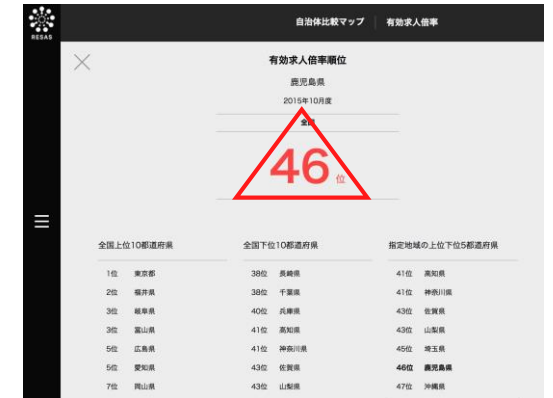 RESAS
自治体比較マップ 有効求人倍率
有効求人倍率順位
鹿児島県
2015年10月度
全国
46位
全国上位10都道府県
1位 東京都
2位 福井県
3位 岐阜県
3位 富山県
5位 広島県
5位 愛知県
7位 岡山県
全国下位10都道府県
38位 長崎県
38位 千葉県
40位 兵庫県
41位 高知県
41位 神奈川県
43位 佐賀県
43位 山梨県
指定地域の上位下位5都道府県
41位 高知県
41位 神奈川県
43位 佐賀県
43位 山梨県
45位 埼玉県
46位 鹿児島県
47位 沖縄県